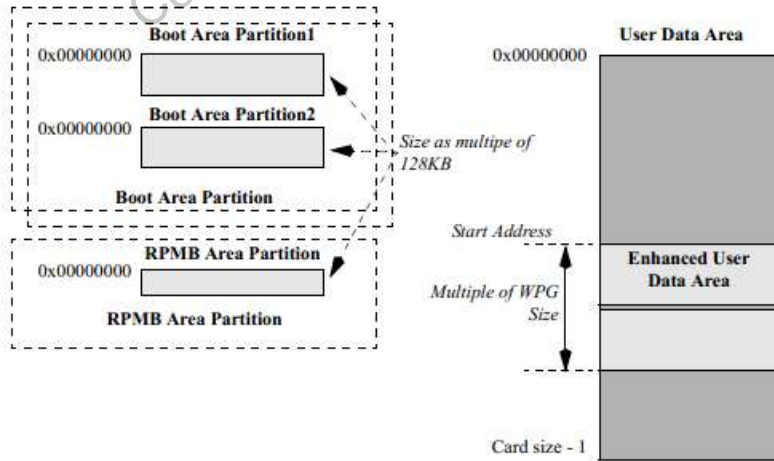 Boot Area Partition1
0x00000000
Boot Area Partition2
0x00000000
Size as multipe of
128KB
Boot Area Partition
RPMB Area Partition
0x00000000
RPMB Area Partition
User Data Area
0x00000000
Start Address
Enhanced User
Data Area
Multiple of WPG
Size
Card size - 1